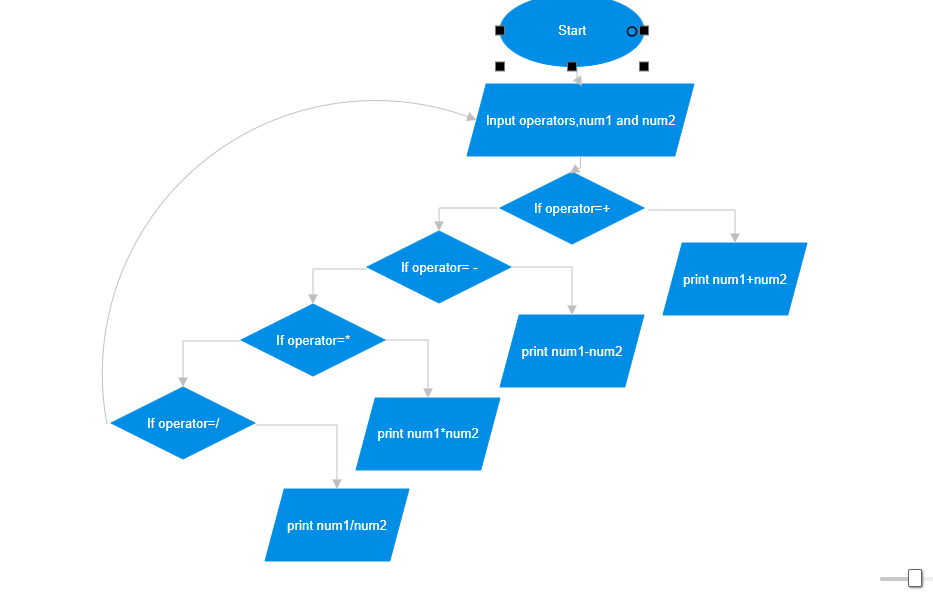 Start
Input operators,num1 and num2
If operator=+
If operator= -
print num1+num2
If operator=*
print num1-num2
If operator=/
print num1*num2
print num1/num2